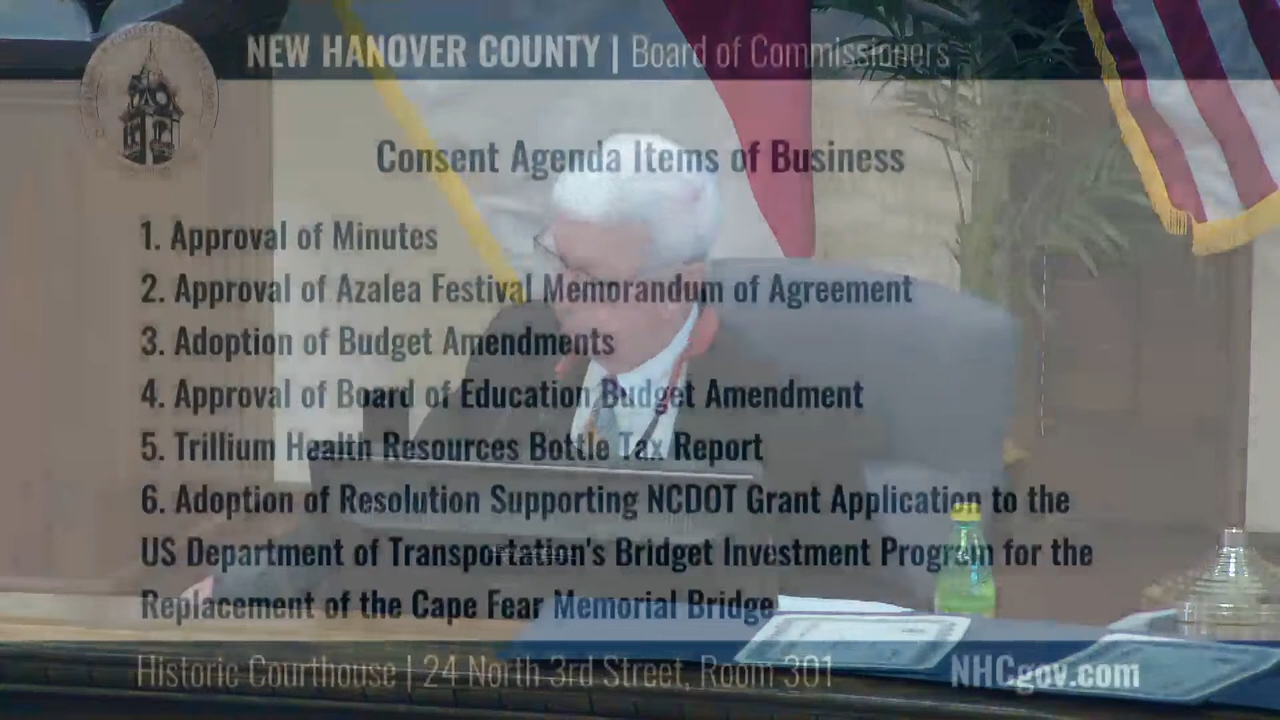 NEW HANOVER COUNTY | Board of Commissioners
Consent Agenda Items of Business
1. Approval of Minutes
2. Approval of Azalea Festival Memorandum of Agreement
3. Adoption of Budget Amendments
4. Approval of Board of Education Budget Amendment
5. Trillium Health Resources Bottle Tax Report
6. Adoption of Resolution Supporting NCDOT Grant Application to the
US Department of Transportation's Bridget Investment Program for the
Replacement of the Cape Fear Memorial Bridge
Historic Courthouse | 24 North 3rd Street, Room 301
NHCgov.com